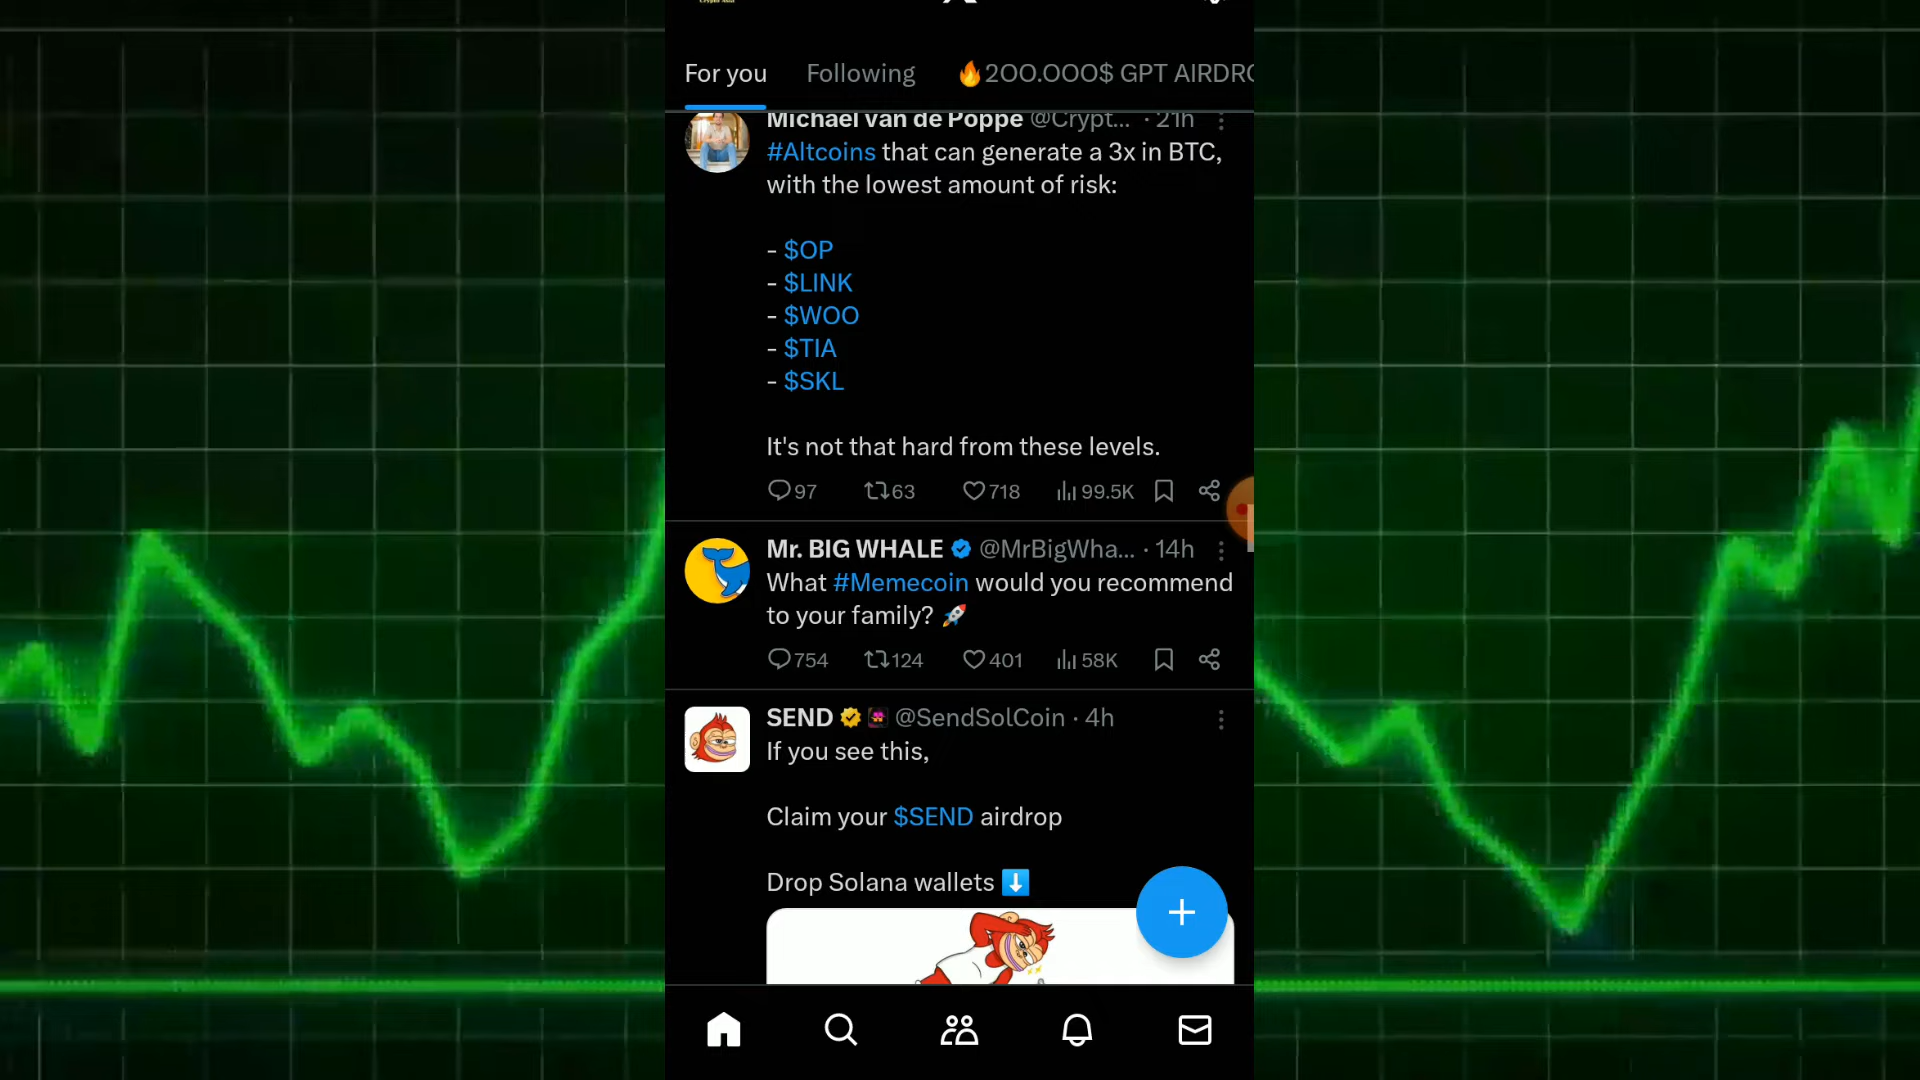 For you Following 🔥200.000$ GPT AIRDRO
Michael van de Poppe @Crypt... · 21h
#Altcoins that can generate a 3x in BTC,
with the lowest amount of risk:
- $OP
- $LINK
- $WOO
- $TIA
- $SKL
It's not that hard from these levels.
97 63 718 99.5K
Mr. BIG WHALE @MrBigWha... · 14h
What #Memecoin would you recommend
to your family? 🚀
754 124 401 58K
SEND @SendSolCoin · 4h
If you see this,
Claim your $SEND airdrop
Drop Solana wallets ⬇️